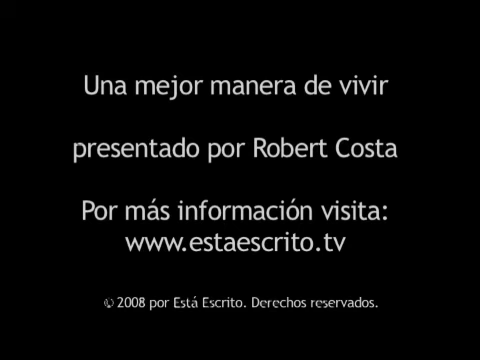 Una mejor manera de vivir
presentado por Robert Costa
Por más información visita:
www.estaescrito.tv
© 2008 por Está Escrito. Derechos reservados.